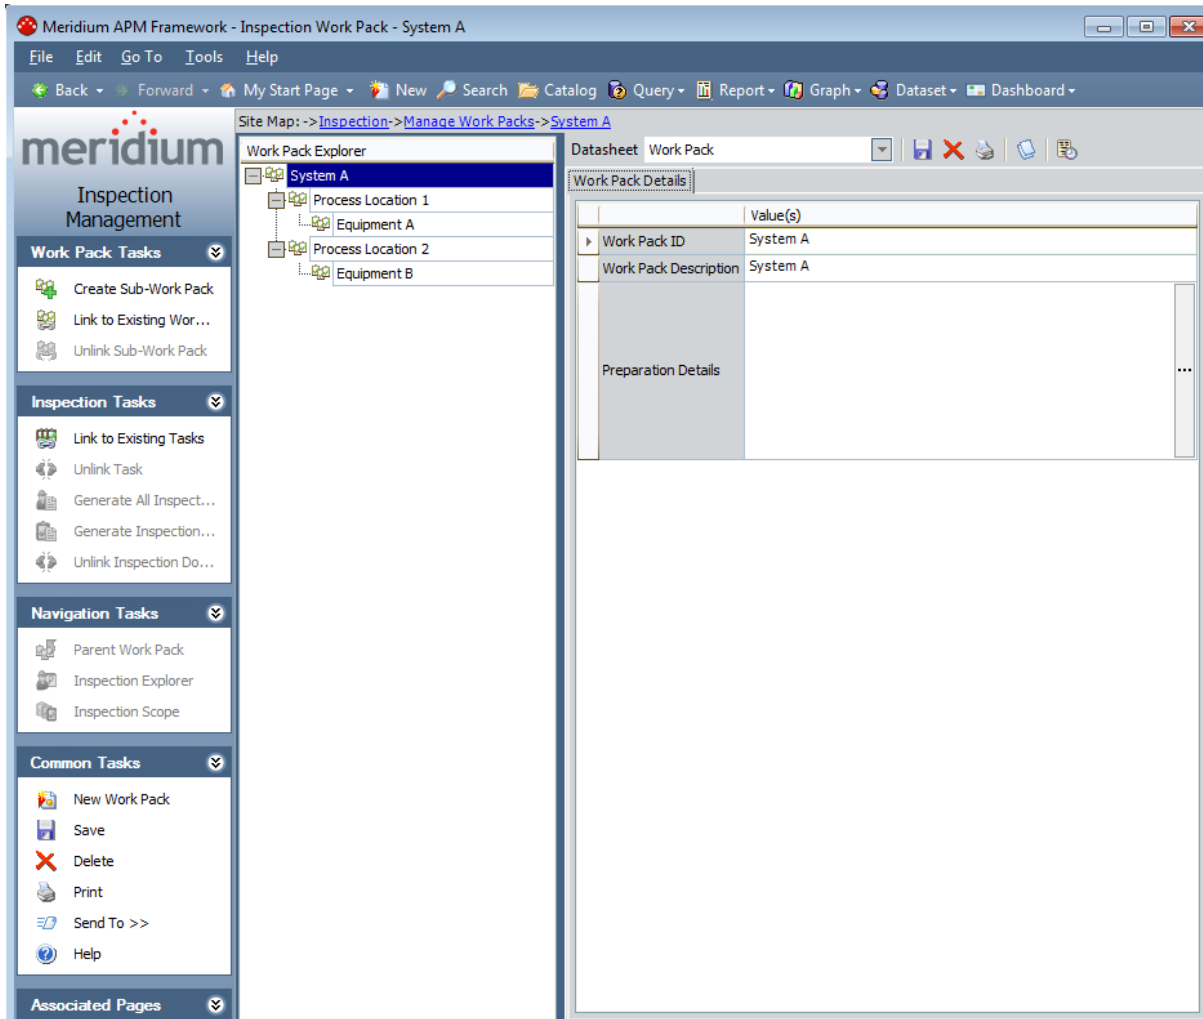 Meridium APM Framework - Inspection Work Pack - System A
File Edit Go To Tools Help
Back Forward My Start Page New Search Catalog Query Report Graph Dataset Dashboard
meridium
Inspection
Management
Work Pack Tasks
Create Sub-Work Pack
Link to Existing Wor...
Unlink Sub-Work Pack
Inspection Tasks
Link to Existing Tasks
Unlink Task
Generate All Inspect...
Generate Inspection...
Unlink Inspection Do...
Navigation Tasks
Parent Work Pack
Inspection Explorer
Inspection Scope
Common Tasks
New Work Pack
Save
Delete
Print
Send To >>
Help
Associated Pages
Site Map: ->Inspection->Manage Work Packs->System A
Work Pack Explorer
System A
Process Location 1
Equipment A
Process Location 2
Equipment B
Datasheet Work Pack
Work Pack Details
Value(s)
Work Pack ID System A
Work Pack Description System A
Preparation Details ...